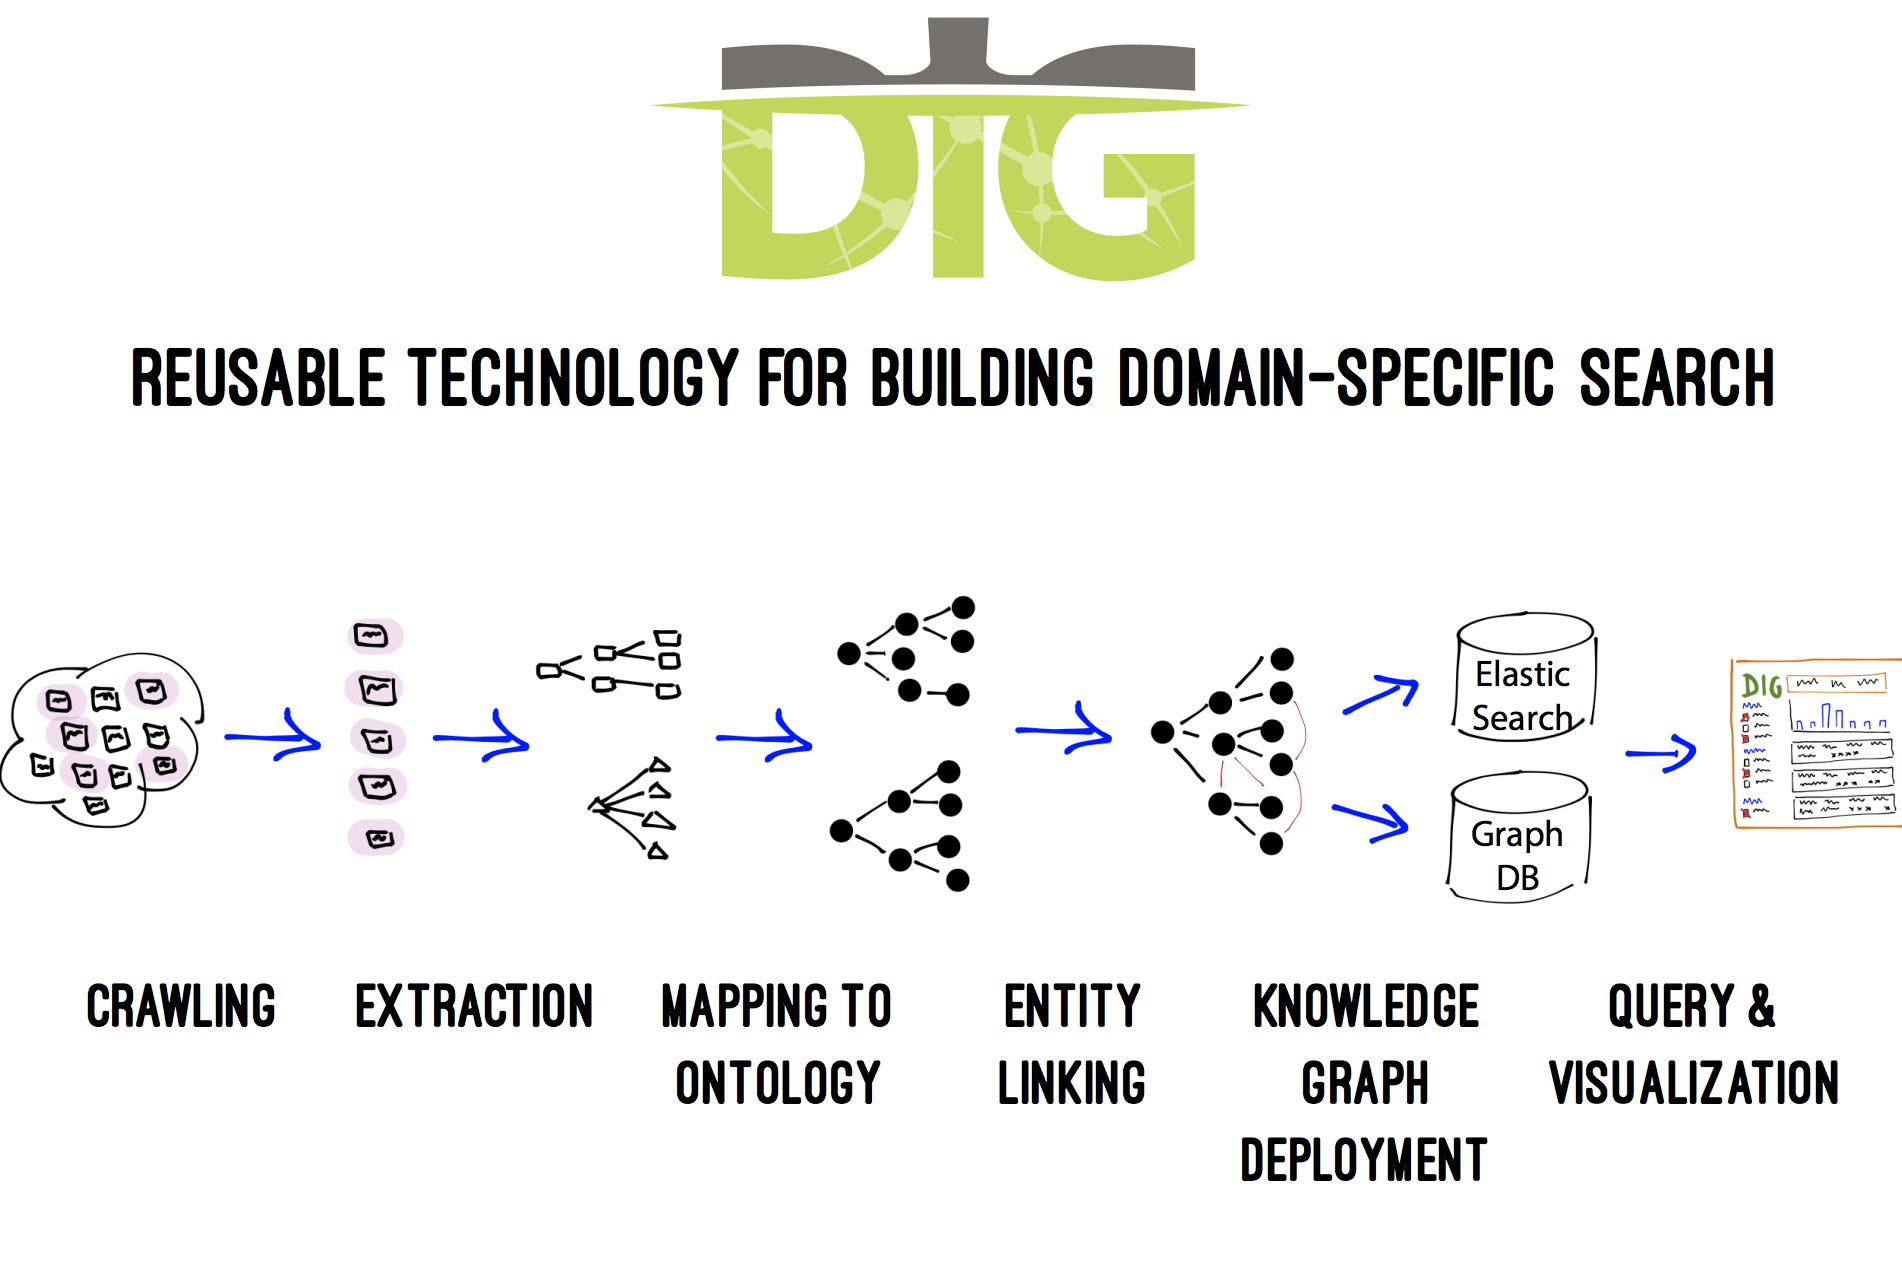 DIG
REUSABLE TECHNOLOGY FOR BUILDING DOMAIN-SPECIFIC SEARCH
Elastic
Search
Graph
DB
DIG
CRAWLING
EXTRACTION
MAPPING TO
ONTOLOGY
ENTITY
LINKING
KNOWLEDGE
GRAPH
DEPLOYMENT
QUERY &
VISUALIZATION